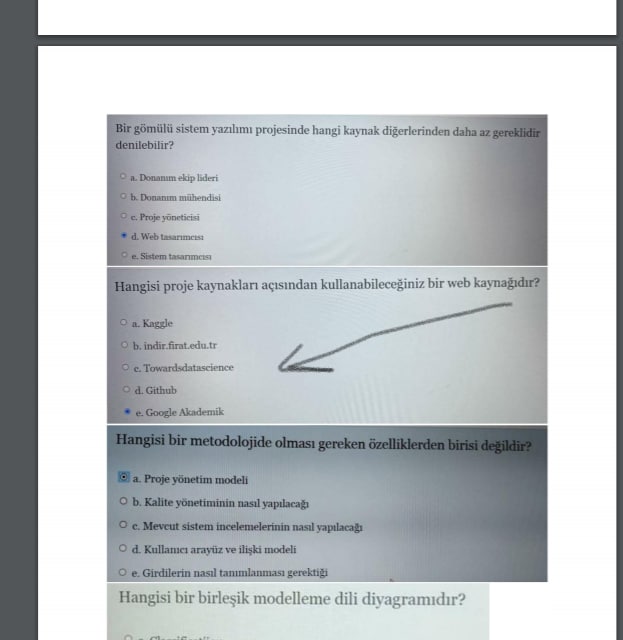 Bir gömülü sistem yazılımı projesinde hangi kaynak diğerlerinden daha az gereklidir
denilebilir?
a. Donanım ekip lideri
b. Donanım mühendisi
c. Proje yöneticisi
d. Web tasarımcısı
e. Sistem tasarımcısı
Hangisi proje kaynakları açısından kullanabileceğiniz bir web kaynağıdır?
a. Kaggle
b. indir.firat.edu.tr
c. Towardsdatascience
d. Github
e. Google Akademik
Hangisi bir metodolojide olması gereken özelliklerden birisi değildir?
a. Proje yönetim modeli
b. Kalite yönetiminin nasıl yapılacağı
c. Mevcut sistem incelemelerinin nasıl yapılacağı
d. Kullanıcı arayüz ve ilişki modeli
e. Girdilerin nasıl tanımlanması gerektiği
Hangisi bir birleşik modelleme dili diyagramıdır?